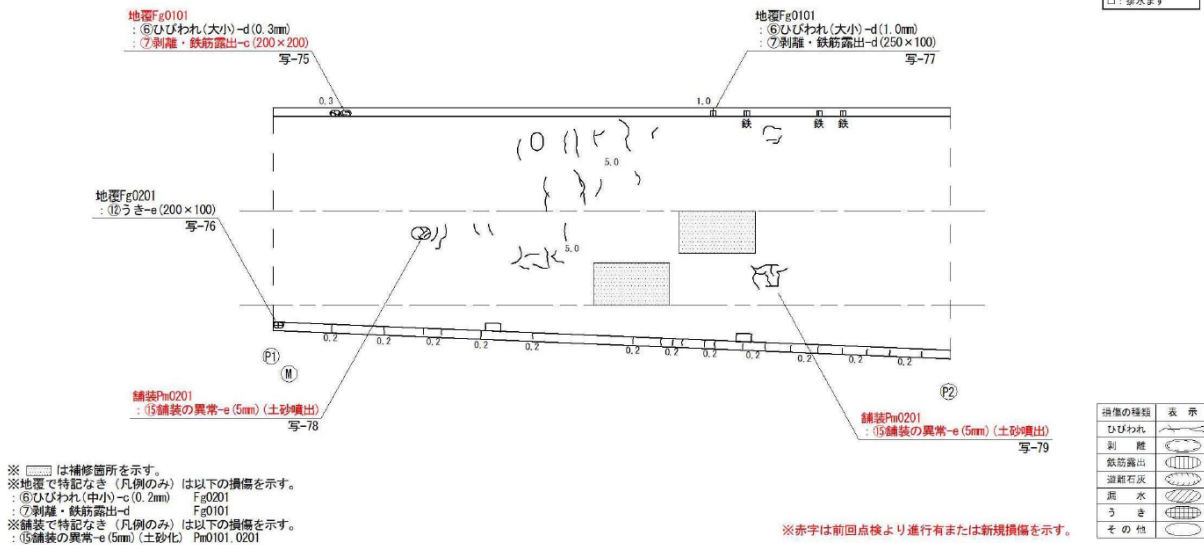 地覆Fg0101
：⑥ひびわれ(大小)-d(0.3mm)
：⑦剥離・鉄筋露出-c(200×200)
写-75
地覆Fg0101
：⑥ひびわれ(大小)-d(1.0mm)
：⑦剥離・鉄筋露出-d(250×100)
写-77
□：排水ます
0.3
1.0
鉄
鉄
鉄
5.0
地覆Fg0201
：⑫うき-e(200×100)
写-76
5.0
0.2
0.2
0.2
0.2
0.2
0.2
0.2
0.2
0.2
0.2
0.2
P1
M
P2
舗装Pm0201
：⑮舗装の異常-e(5mm)(土砂噴出)
写-78
舗装Pm0201
：⑮舗装の異常-e(5mm)(土砂噴出)
写-79
※ は補修箇所を示す。
※地覆で特記なき（凡例のみ）は以下の損傷を示す。
：⑥ひびわれ(中小)-c(0.2mm) Fg0201
：⑦剥離・鉄筋露出-d Fg0101
※舗装で特記なき（凡例のみ）は以下の損傷を示す。
：⑮舗装の異常-e(5mm)(土砂化) Pm0101,0201
※赤字は前回点検より進行有または新規損傷を示す。
損傷の種類 表 示
ひびわれ
剥 離
鉄筋露出
遊離石灰
漏 水
う き
そ の 他